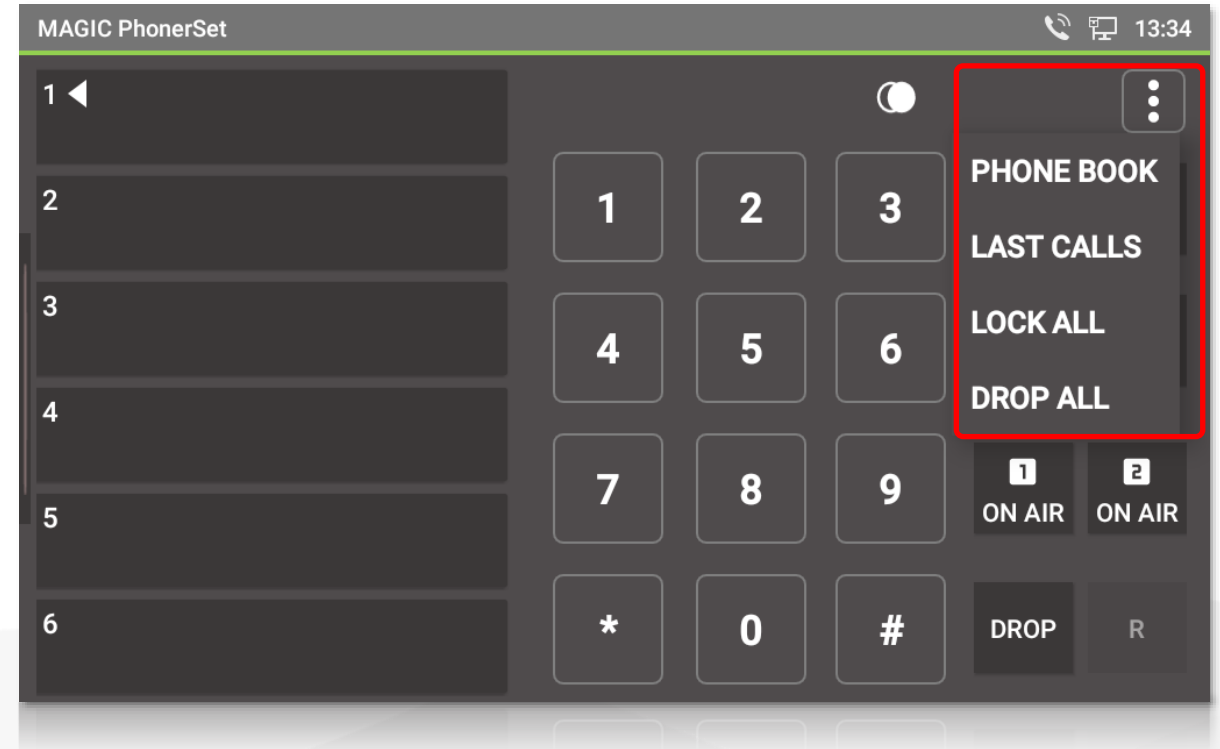 MAGIC PhonerSet
13:34
1
2
3
4
5
6
1 2 3
4 5 6
7 8 9
* 0 #
PHONE BOOK
LAST CALLS
LOCK ALL
DROP ALL
1 2
ON AIR ON AIR
DROP R